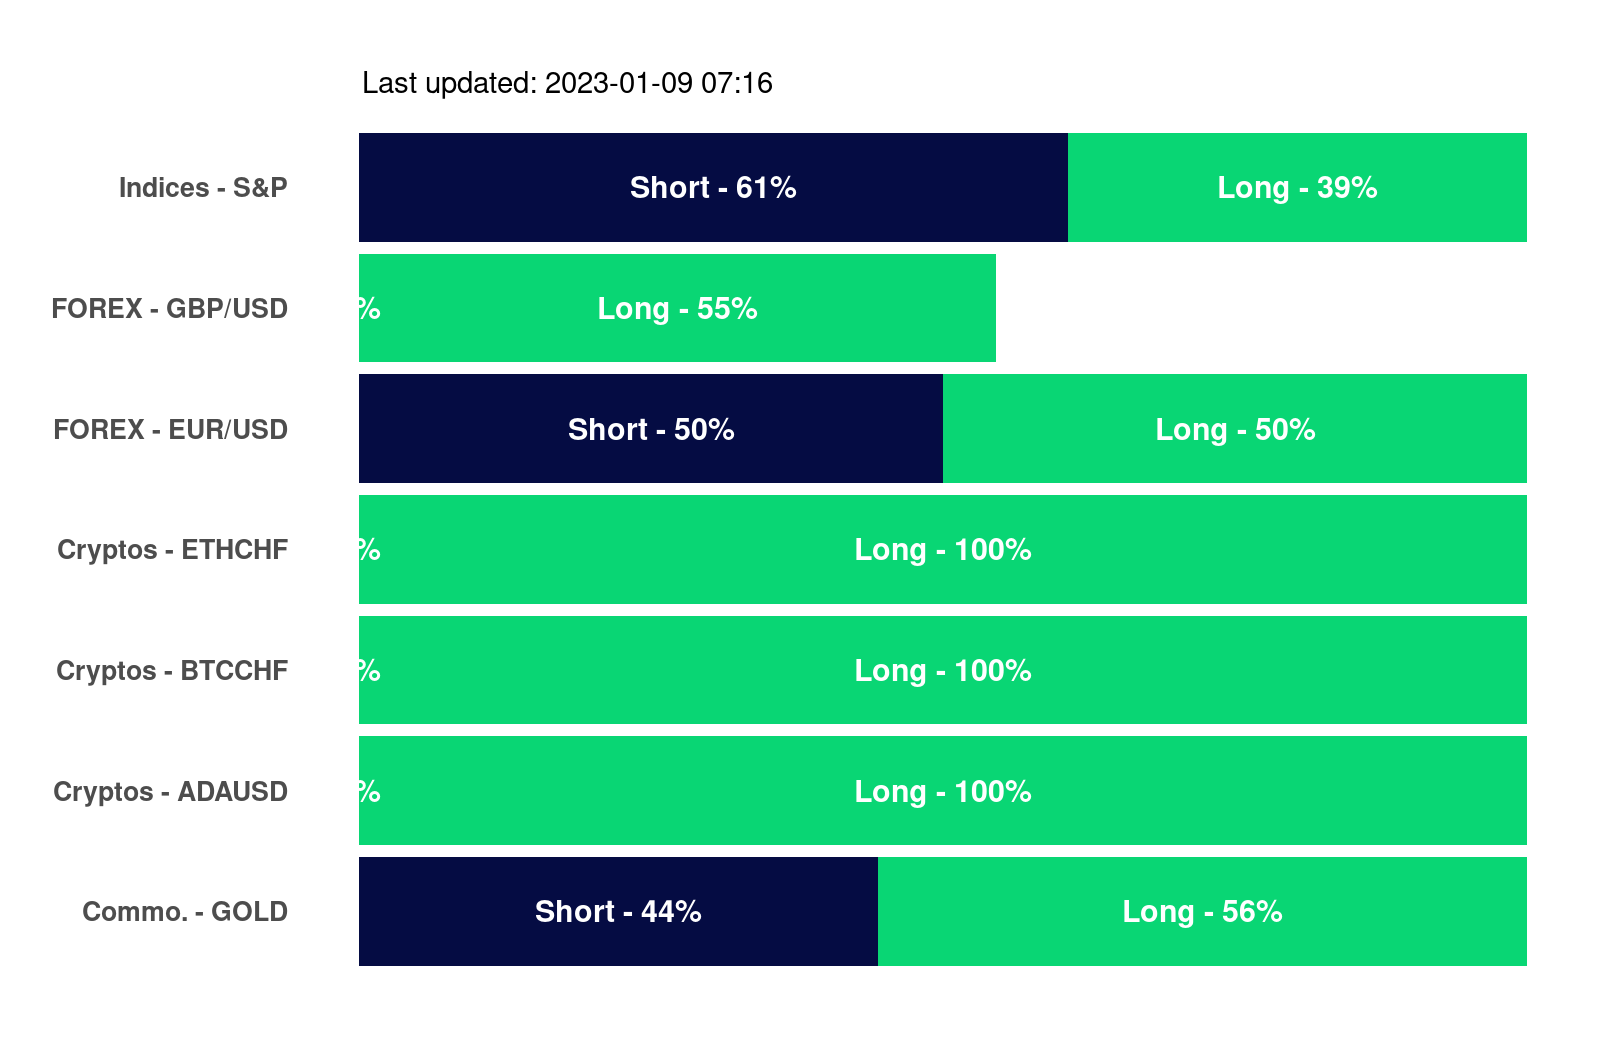 Last updated: 2023-01-09 07:16
Indices - S&P Short - 61% Long - 39%
FOREX - GBP/USD % Long - 55%
FOREX - EUR/USD Short - 50% Long - 50%
Cryptos - ETHCHF % Long - 100%
Cryptos - BTCCHF % Long - 100%
Cryptos - ADAUSD % Long - 100%
Commo. - GOLD Short - 44% Long - 56%